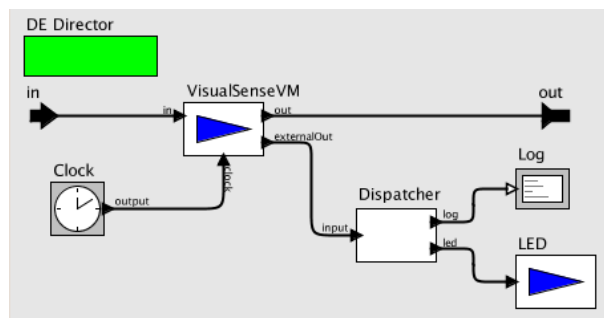 DE Director
in
VisualSenseVM
out
in
out
externalOut
clock
Clock
output
Dispatcher
input
log
led
Log
LED